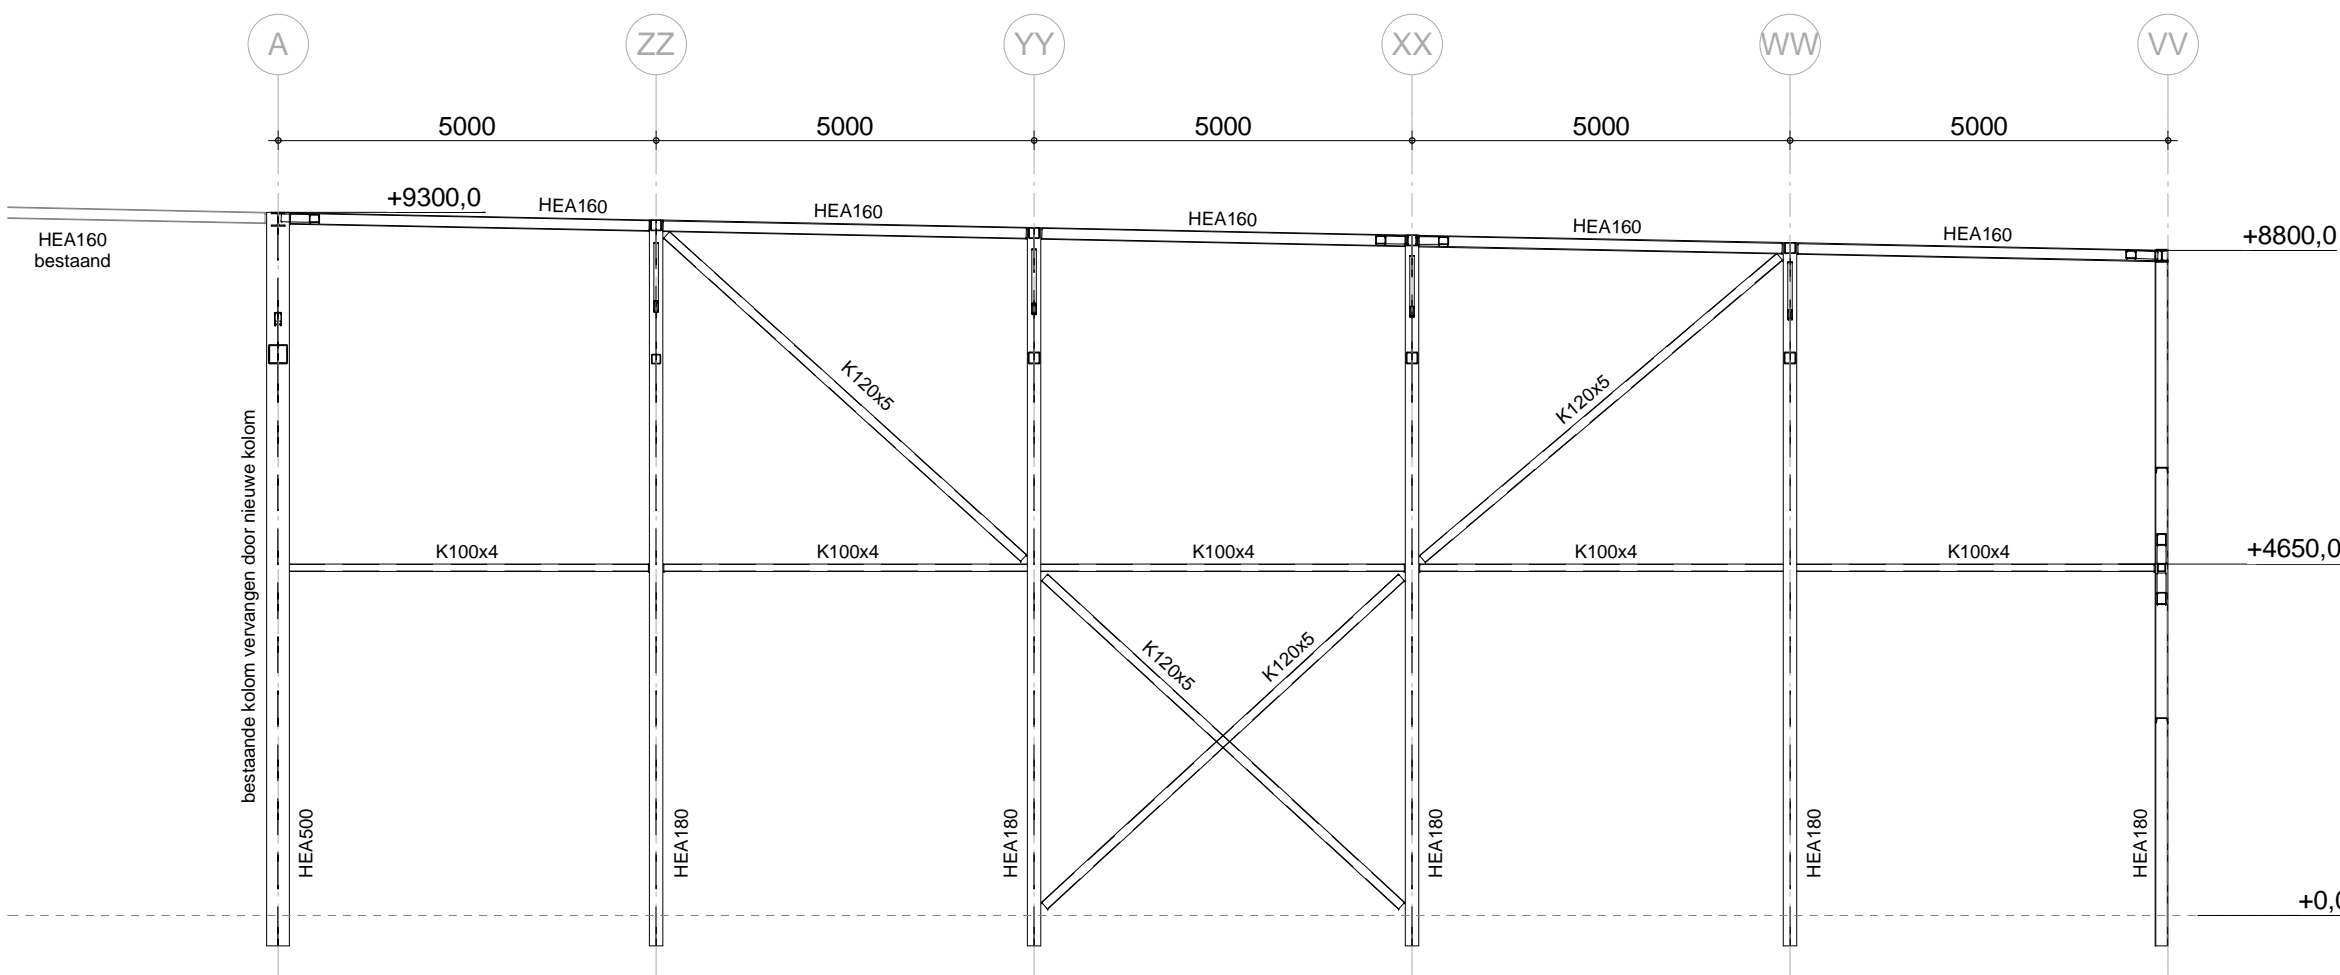 A ZZ YY XX WW VV
5000 5000 5000 5000 5000
+9300,0
HEA160 HEA160 HEA160 HEA160 HEA160
HEA160
bestaand
+8800,0
K120x5 K120x5
bestaande kolom vervangen door nieuwe kolom
K100x4 K100x4 K100x4 K100x4 K100x4
+4650,0
K120x5 K120x5
HEA500 HEA180 HEA180 HEA180 HEA180 HEA180
+0,0